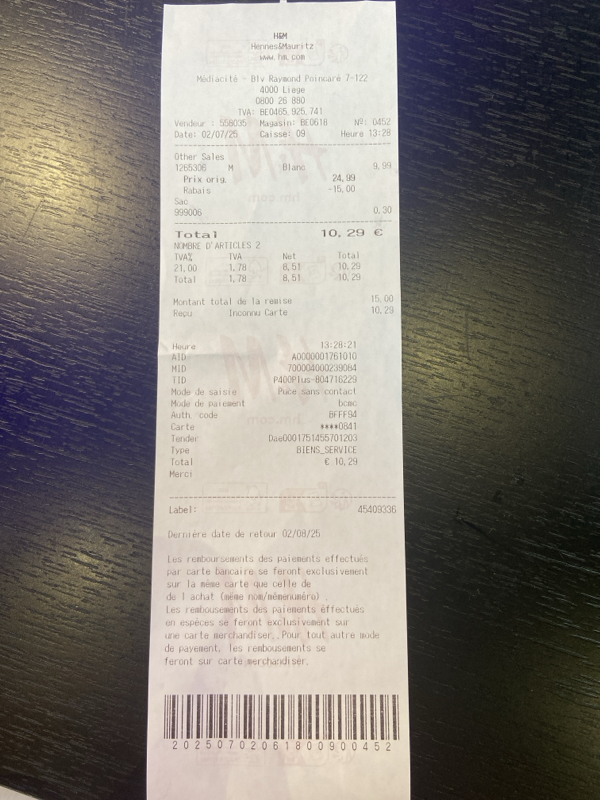 H&M
Hennes&Mauritz
www.hm.com
Médiacité - Blv Raymond Poincaré 7-122
4000 Liege
0800 26 880
TVA: BE0465.925.741
Vendeur : 558035 Magasin: BE0618 Nº: 0452
Date: 02/07/25 Caisse: 09 Heure 13:28
Other Sales
1265306 M Blanc 9,99
Prix orig. 24,99
Rabais -15,00
Sac
999006 0,30
Total 10,29 €
NOMBRE D'ARTICLES 2
TVA% TVA Net Total
21,00 1,78 8,51 10,29
Total 1,78 8,51 10,29
Montant total de la remise 15,00
Reçu Inconnu Carte 10,29
Heure 13:28:21
AID A0000001761010
MID 700004000239084
TID P400Plus-804716229
Mode de saisie Puce sans contact
Mode de paiement bcmc
Auth. code BFFF94
Carte ****0841
Tender Dae0001751455701203
Type BIENS_SERVICE
Total € 10,29
Merci
Label: 45409336
Dernière date de retour 02/08/25
Les remboursements des paiements effectués
par carte bancaire se feront exclusivement
sur la même carte que celle de
de l achat (même nom/mêmenuméro) .
Les rembousements des paiements éffectués
en espèces se feront exclusivement sur
une carte merchandiser. Pour tout autre mode
de payement, les rembousements se
feront sur carte merchandiser.
2025070206180090 0452